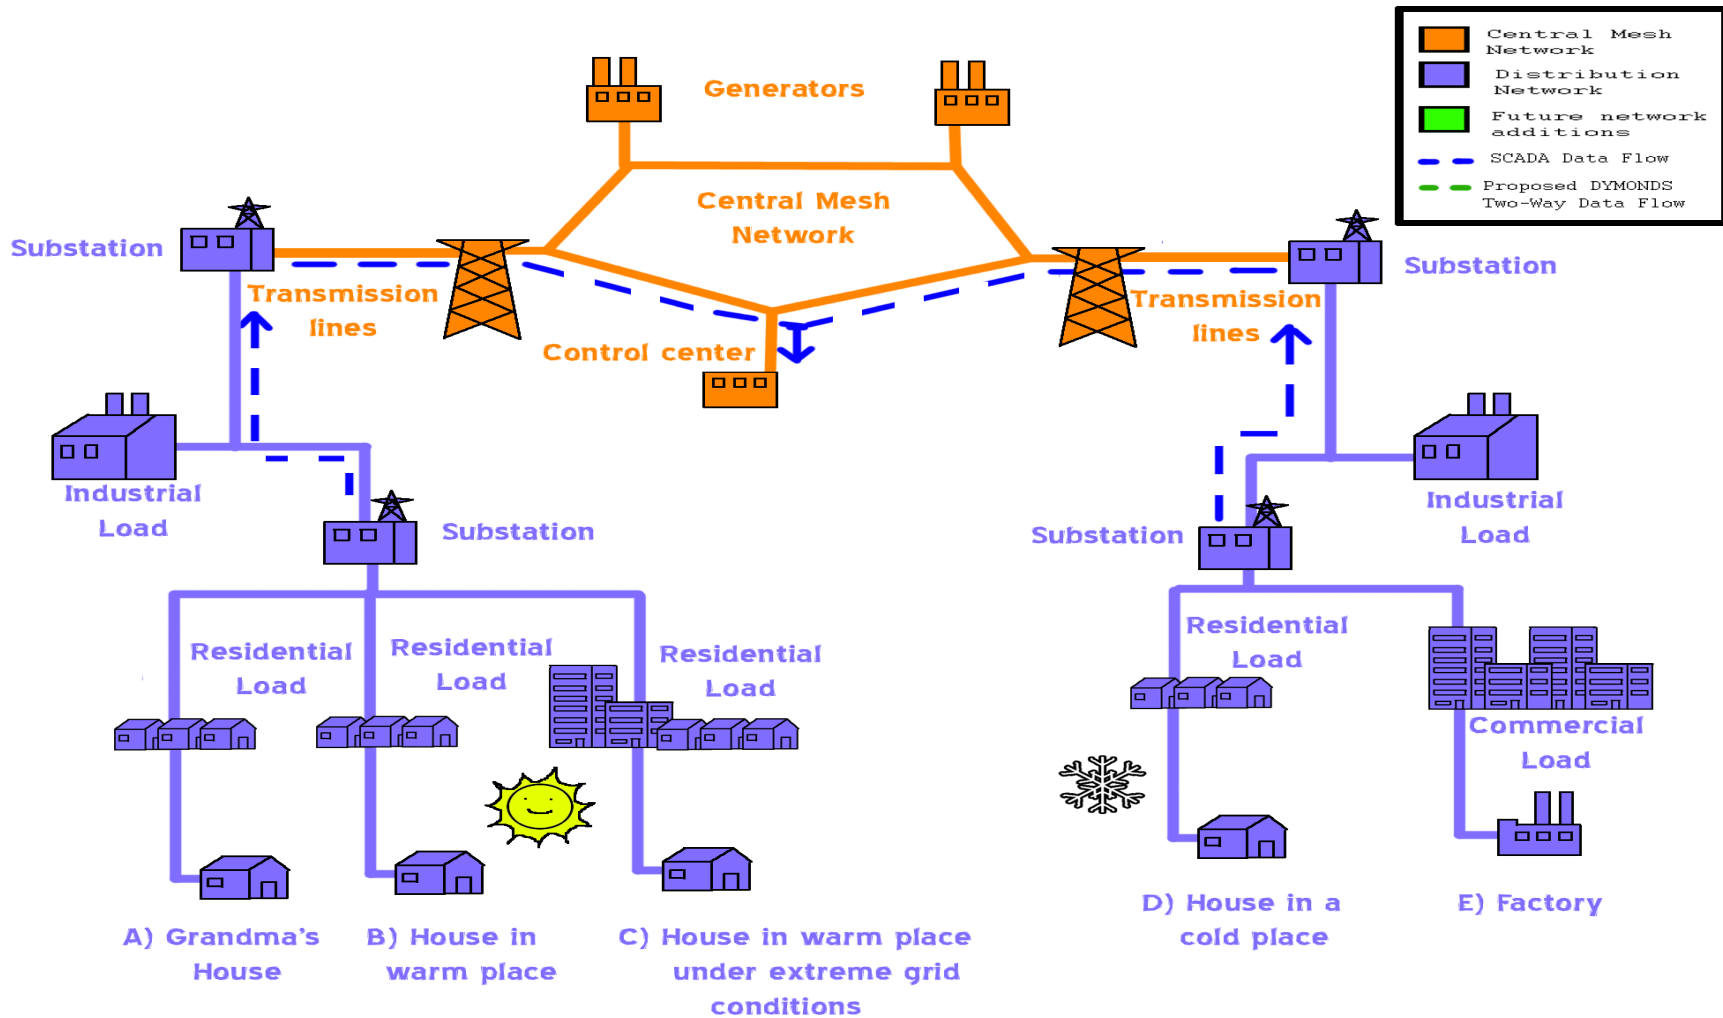 Central Mesh
Network
Distribution
Network
Future network
additions
SCADA Data Flow
Proposed DYMONDS
Two-Way Data Flow
Generators
Central Mesh
Network
Substation
Substation
Transmission
lines
Transmission
lines
Control center
Industrial
Load
Industrial
Load
Substation
Substation
Residential
Load
Residential
Load
Residential
Load
Residential
Load
Commercial
Load
A) Grandma's
House
B) House in
warm place
C) House in warm place
under extreme grid
conditions
D) House in a
cold place
E) Factory